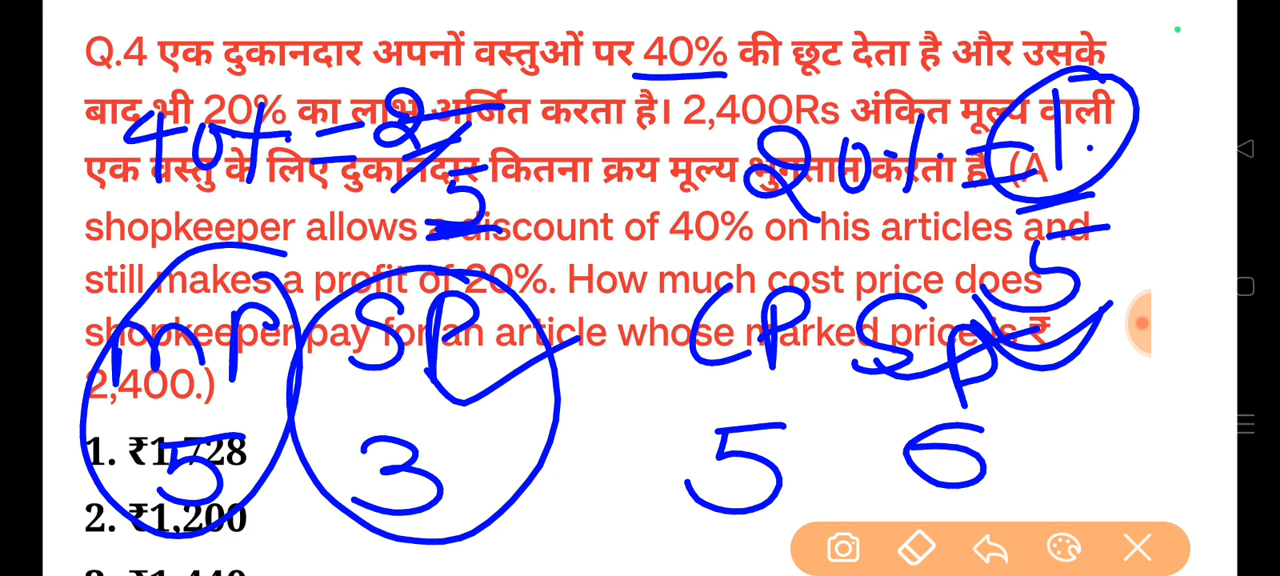 Q.4 एक दुकानदार अपनों वस्तुओं पर 40% की छूट देता है और उसके
बाद भी 20% का लाभ अर्जित करता है। 2,400Rs अंकित मूल्य वाली
40% = 2/5 20% = 1/5
एक वस्तु के लिए दुकानदार कितना क्रय मूल्य भुगतान करता है (A
shopkeeper allows a discount of 40% on his articles and
still makes a profit of 20%. How much cost price does
shopkeeper pay for an article whose marked price is ₹
mp SP CP Sp
2,400.)
1. ₹1,728
5 3 5 6
2. ₹1,200
3. ₹1,440